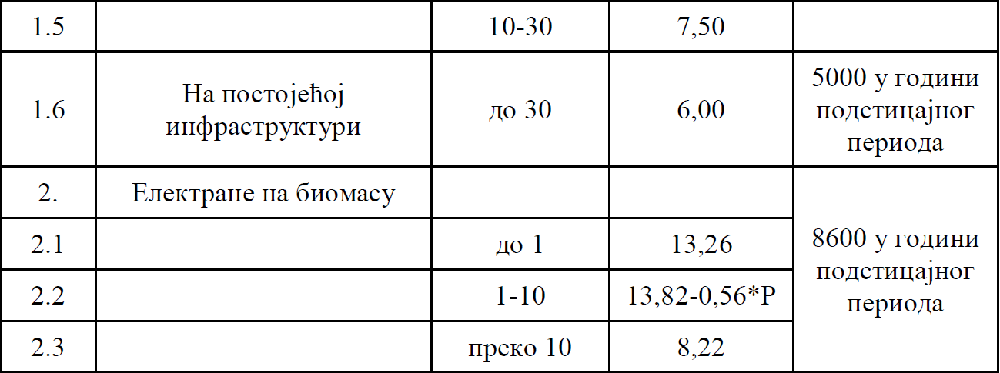 1.5 10-30 7,50
1.6 На постојећој инфраструктури до 30 6,00 5000 у години подстицајног периода
2. Електране на биомасу
2.1 до 1 13,26 8600 у години подстицајног периода
2.2 1-10 13,82-0,56*P
2.3 преко 10 8,22